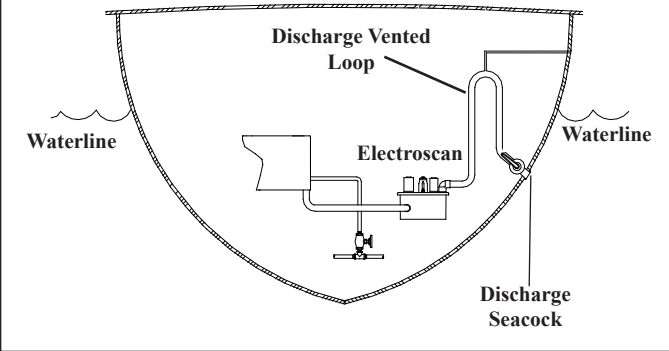 Discharge Vented
Loop
Waterline
Electroscan
Waterline
Discharge
Seacock